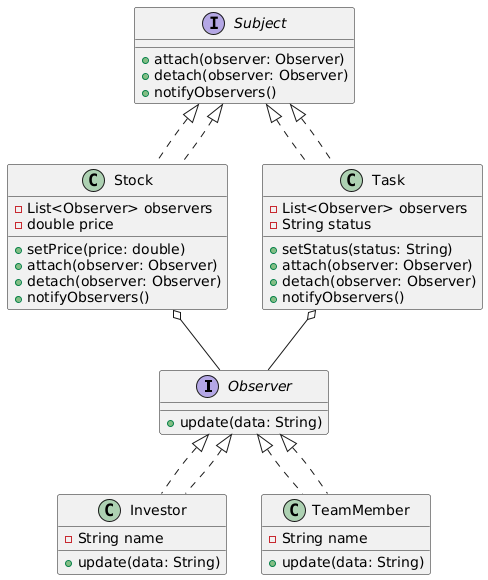 I Subject
attach(observer: Observer)
detach(observer: Observer)
notifyObservers()
C Stock
List<Observer> observers
double price
setPrice(price: double)
attach(observer: Observer)
detach(observer: Observer)
notifyObservers()
C Task
List<Observer> observers
String status
setStatus(status: String)
attach(observer: Observer)
detach(observer: Observer)
notifyObservers()
I Observer
update(data: String)
C Investor
String name
update(data: String)
C TeamMember
String name
update(data: String)